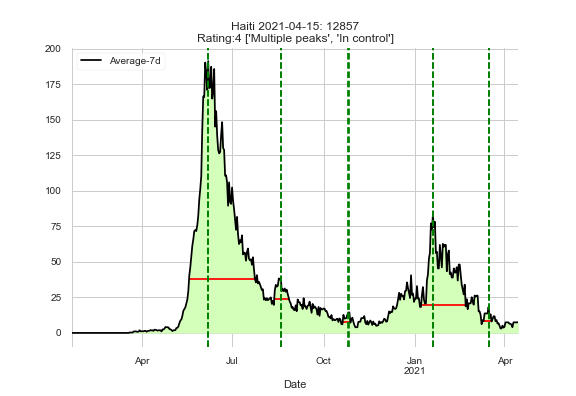 Haiti 2021-04-15: 12857
Rating:4 ['Multiple peaks', 'In control']
Average-7d
200
175
150
125
100
75
50
25
0
Apr
Jul
Oct
Jan
2021
Apr
Date